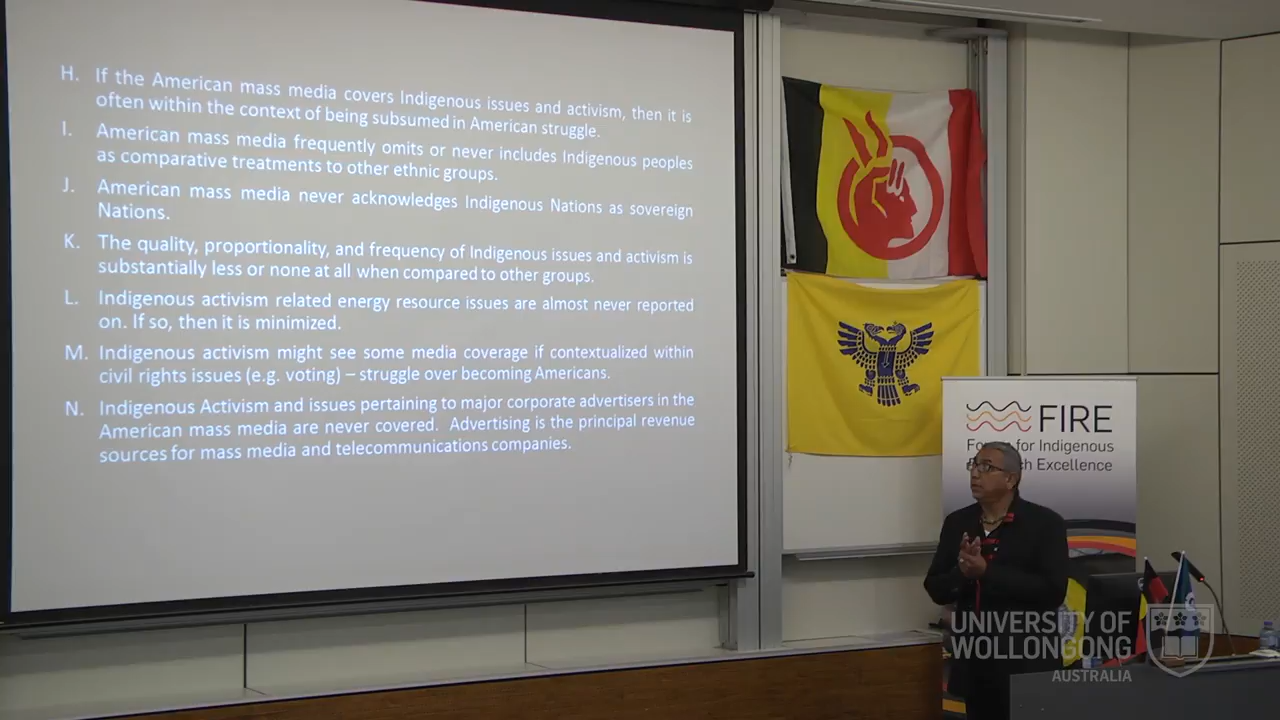 H. If the American mass media covers Indigenous issues and activism, then it is
often within the context of being subsumed in American struggle.
I. American mass media frequently omits or never includes Indigenous peoples
as comparative treatments to other ethnic groups.
J. American mass media never acknowledges Indigenous Nations as sovereign
Nations.
K. The quality, proportionality, and frequency of Indigenous issues and activism is
substantially less or none at all when compared to other groups.
L. Indigenous activism related energy resource issues are almost never reported
on. If so, then it is minimized.
M. Indigenous activism might see some media coverage if contextualized within
civil rights issues (e.g. voting) – struggle over becoming Americans.
N. Indigenous Activism and issues pertaining to major corporate advertisers in the
American mass media are never covered. Advertising is the principal revenue
sources for mass media and telecommunications companies.
FIRE
for Indigenous
Excellence
UNIVERSITY OF
WOLLONGONG
AUSTRALIA